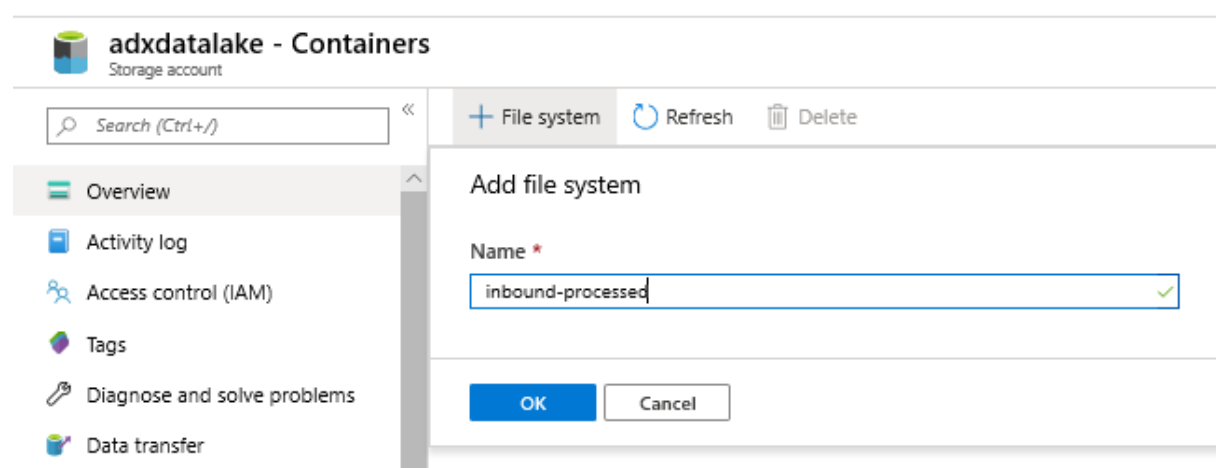 adxdatalake - Containers
Storage account
Search (Ctrl+/)
«
File system
Refresh
Delete
Overview
Activity log
Access control (IAM)
Tags
Diagnose and solve problems
Data transfer
Add file system
Name *
inbound-processed
OK
Cancel